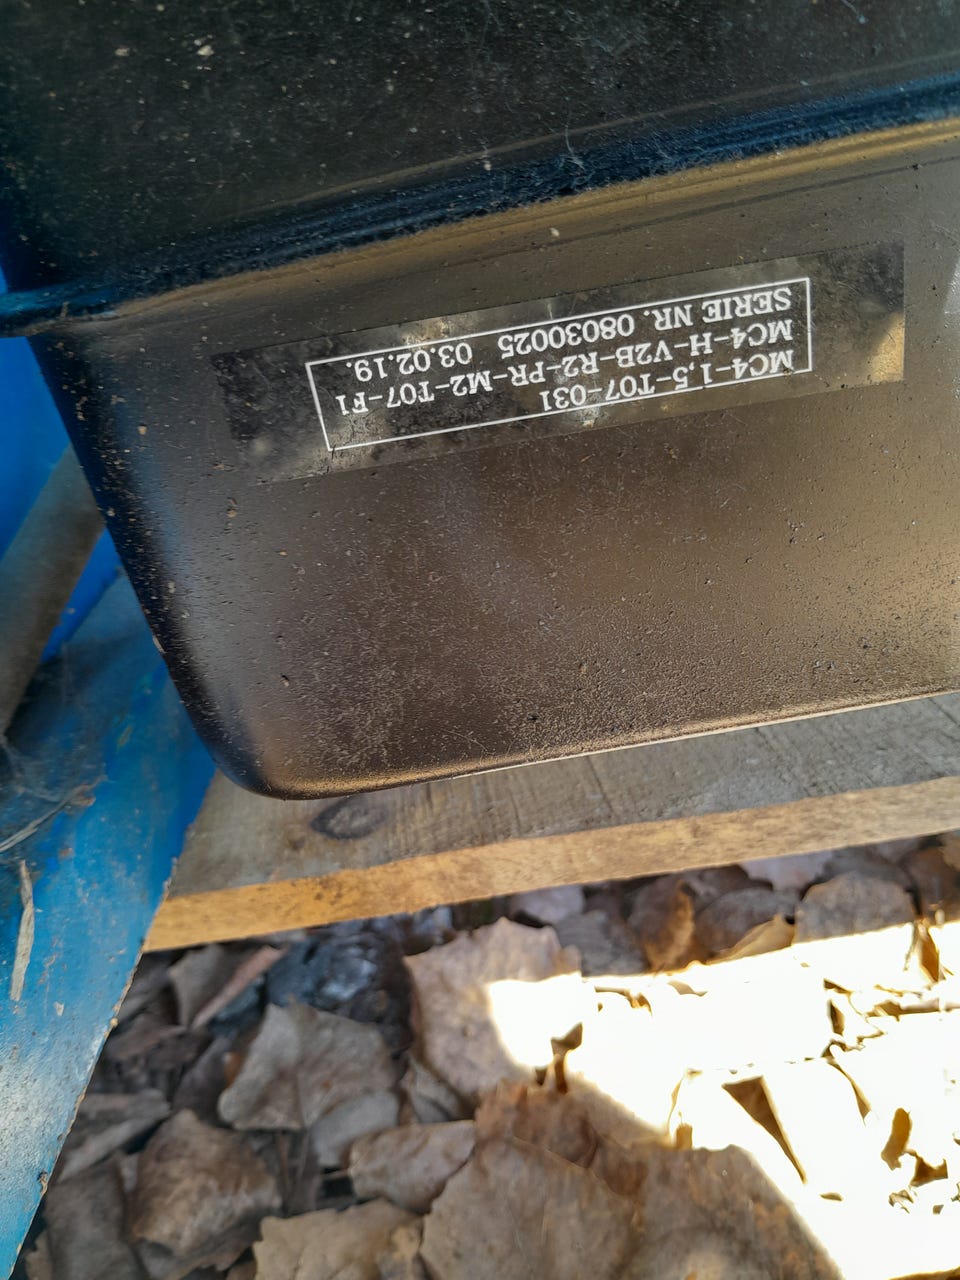 MC4-1,5-T07-031
MC4-H-V2B-R2-PR-M2-T07-F1
SERIE NR. 08030025 03.02.19.